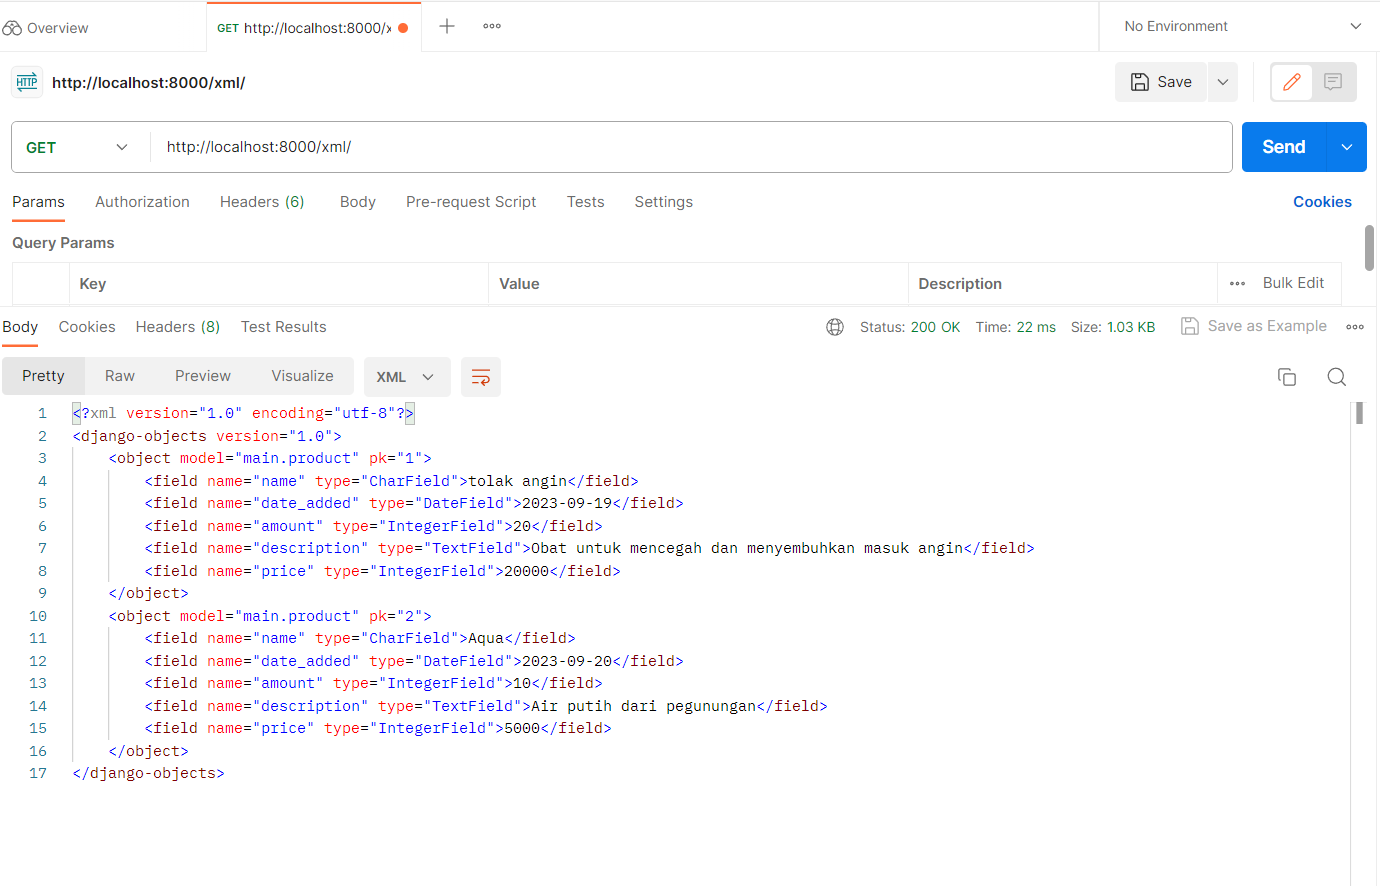 Overview
GET http://localhost:8000/x
No Environment
HTTP http://localhost:8000/xml/
Save
GET http://localhost:8000/xml/
Send
Params Authorization Headers (6) Body Pre-request Script Tests Settings Cookies
Query Params
Key Value Description Bulk Edit
Body Cookies Headers (8) Test Results Status: 200 OK Time: 22 ms Size: 1.03 KB Save as Example
Pretty Raw Preview Visualize XML
1 <?xml version="1.0" encoding="utf-8"?>
2 <django-objects version="1.0">
3 <object model="main.product" pk="1">
4 <field name="name" type="CharField">tolak angin</field>
5 <field name="date_added" type="DateField">2023-09-19</field>
6 <field name="amount" type="IntegerField">20</field>
7 <field name="description" type="TextField">Obat untuk mencegah dan menyembuhkan masuk angin</field>
8 <field name="price" type="IntegerField">20000</field>
9 </object>
10 <object model="main.product" pk="2">
11 <field name="name" type="CharField">Aqua</field>
12 <field name="date_added" type="DateField">2023-09-20</field>
13 <field name="amount" type="IntegerField">10</field>
14 <field name="description" type="TextField">Air putih dari pegunungan</field>
15 <field name="price" type="IntegerField">5000</field>
16 </object>
17 </django-objects>